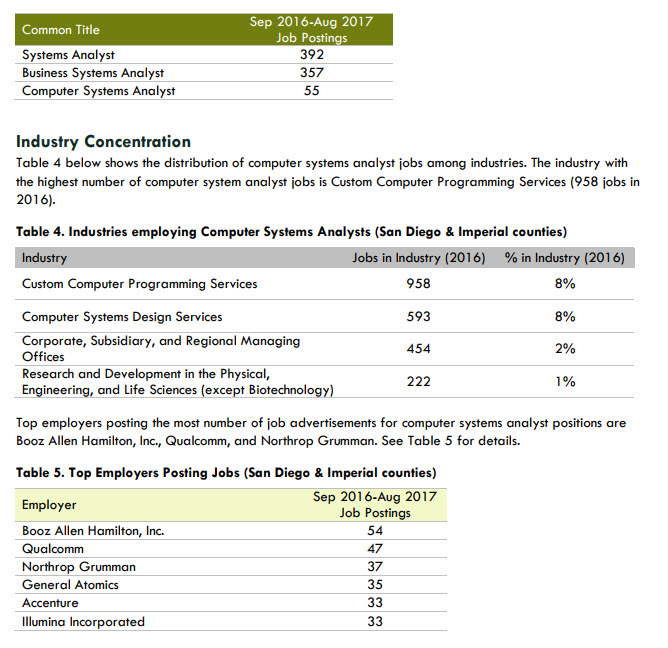 Common Title Sep 2016-Aug 2017 Job Postings
Systems Analyst 392
Business Systems Analyst 357
Computer Systems Analyst 55
Industry Concentration
Table 4 below shows the distribution of computer systems analyst jobs among industries. The industry with
the highest number of computer system analyst jobs is Custom Computer Programming Services (958 jobs in
2016).
Table 4. Industries employing Computer Systems Analysts (San Diego & Imperial counties)
Industry Jobs in Industry (2016) % in Industry (2016)
Custom Computer Programming Services 958 8%
Computer Systems Design Services 593 8%
Corporate, Subsidiary, and Regional Managing
Offices 454 2%
Research and Development in the Physical,
Engineering, and Life Sciences (except Biotechnology) 222 1%
Top employers posting the most number of job advertisements for computer systems analyst positions are
Booz Allen Hamilton, Inc., Qualcomm, and Northrop Grumman. See Table 5 for details.
Table 5. Top Employers Posting Jobs (San Diego & Imperial counties)
Employer Sep 2016-Aug 2017 Job Postings
Booz Allen Hamilton, Inc. 54
Qualcomm 47
Northrop Grumman 37
General Atomics 35
Accenture 33
Illumina Incorporated 33